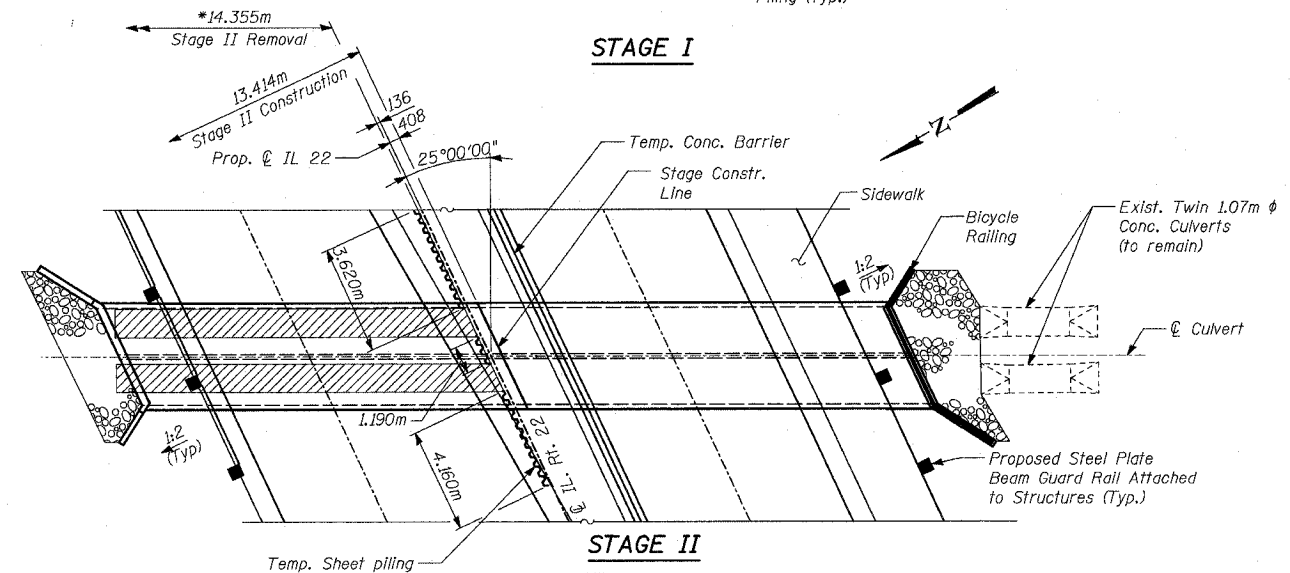 Piling (Typ.)
*14.355m
Stage II Removal
STAGE I
13.414m
Stage II Construction
136
408
Prop. ℄ IL 22
25°00'00"
N
Temp. Conc. Barrier
Stage Constr.
Line
Sidewalk
Bicycle
Railing
Exist. Twin 1.07m ϕ
Conc. Culverts
(to remain)
1:2
(Typ)
3.620m
℄ Culvert
1.190m
1:2
(Typ)
4.160m
℄ IL. Rt. 22
Proposed Steel Plate
Beam Guard Rail Attached
to Structures (Typ.)
Temp. Sheet piling
STAGE II